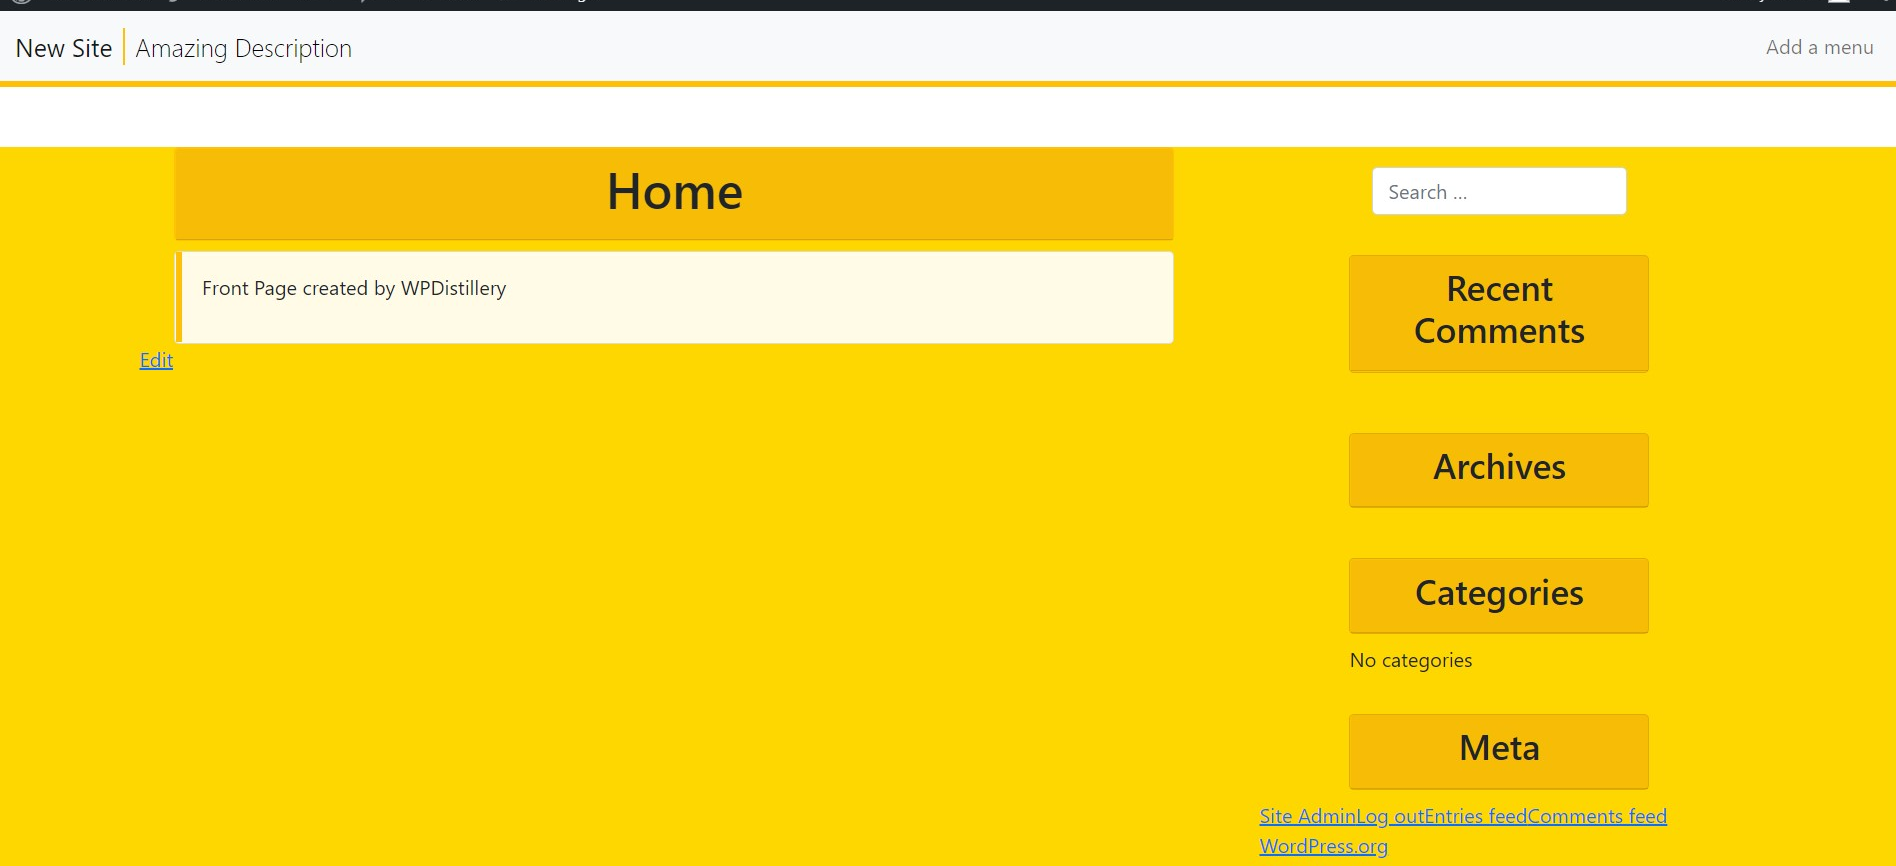 New Site
Amazing Description
Add a menu
Home
Front Page created by WPDistillery
Edit
Search ...
Recent
Comments
Archives
Categories
No categories
Meta
Site AdminLog outEntries feedComments feed
WordPress.org